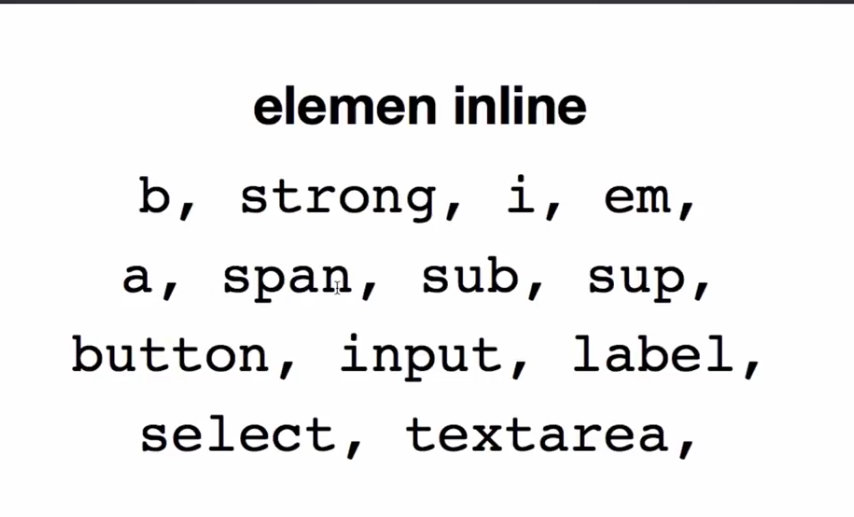 elemen inline
b, strong, i, em,
a, span, sub, sup,
button, input, label,
select, textarea,